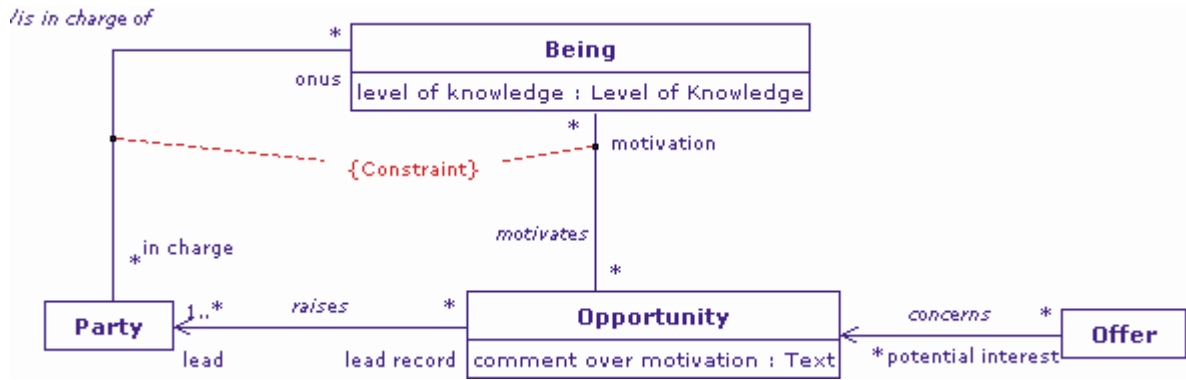 /is in charge of
*
Being
onus
level of knowledge : Level of Knowledge
*
motivation
{Constraint}
motivates
in charge
*
*
1..*
raises
*
Opportunity
concerns
*
Party
Offer
lead
lead record
comment over motivation : Text
*
potential interest